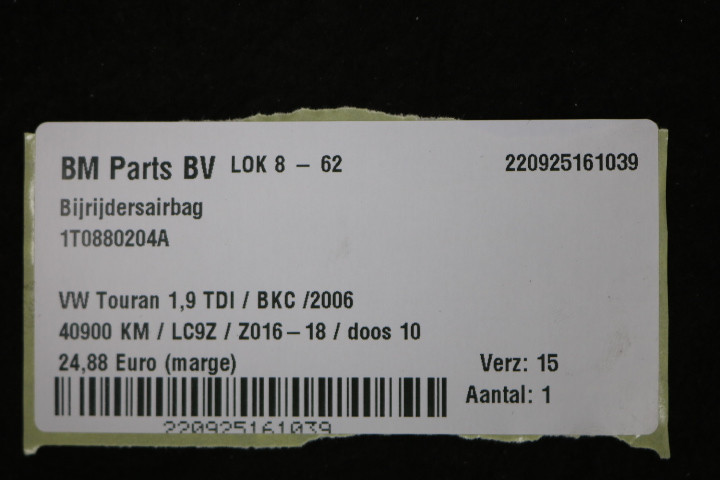 BM Parts BV LOK 8 – 62 220925161039
Bijrijdersairbag
1T0880204A
VW Touran 1,9 TDI / BKC /2006
40900 KM / LC9Z / Z016–18 / doos 10
24,88 Euro (marge) Verz: 15
Aantal: 1
220925161039